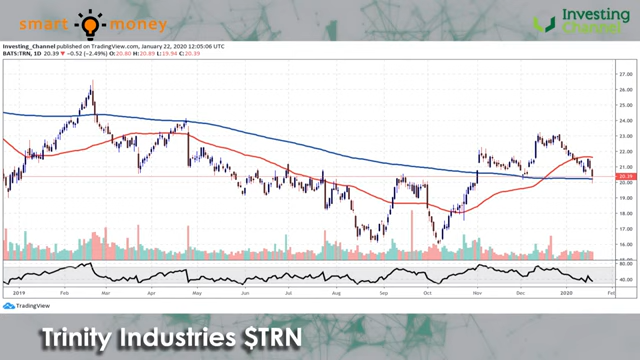 smart money
Investing Channel
Investing_Channel published on TradingView.com, January 22, 2020 12:05:06 UTC
BATS:TRN, 1D 20.39 ▼ −0.52 (−2.49%) O: 20.80 H: 20.89 L: 19.94 C: 20.39
27.00
26.00
25.00
24.00
23.00
22.00
21.00
20.39
20.00
19.00
18.00
17.00
16.00
15.00
80.00
40.00
2019 Feb Mar Apr May Jun Jul Aug Sep Oct Nov Dec 2020 Feb
TradingView
Trinity Industries $TRN